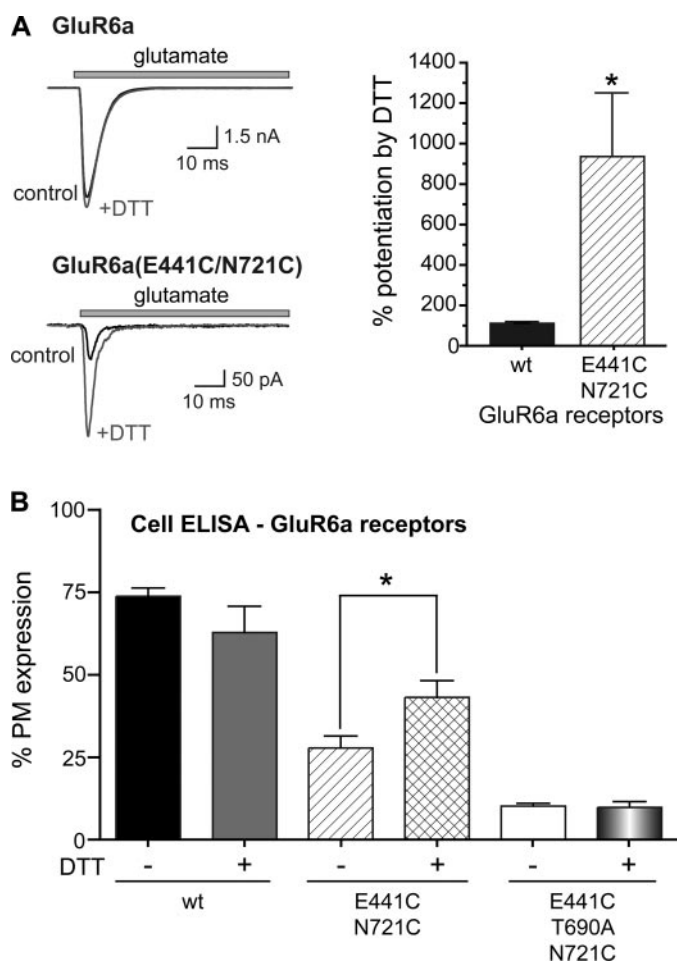 A
GluR6a
glutamate
1.5 nA
10 ms
control
+DTT
GluR6a(E441C/N721C)
glutamate
control
50 pA
10 ms
+DTT
% potentiation by DTT
1400
1200
1000
800
600
400
200
0
*
wt
E441C
N721C
GluR6a receptors
B
Cell ELISA - GluR6a receptors
% PM expression
100
75
50
25
0
*
DTT - + - + - +
wt
E441C
N721C
E441C
T690A
N721C